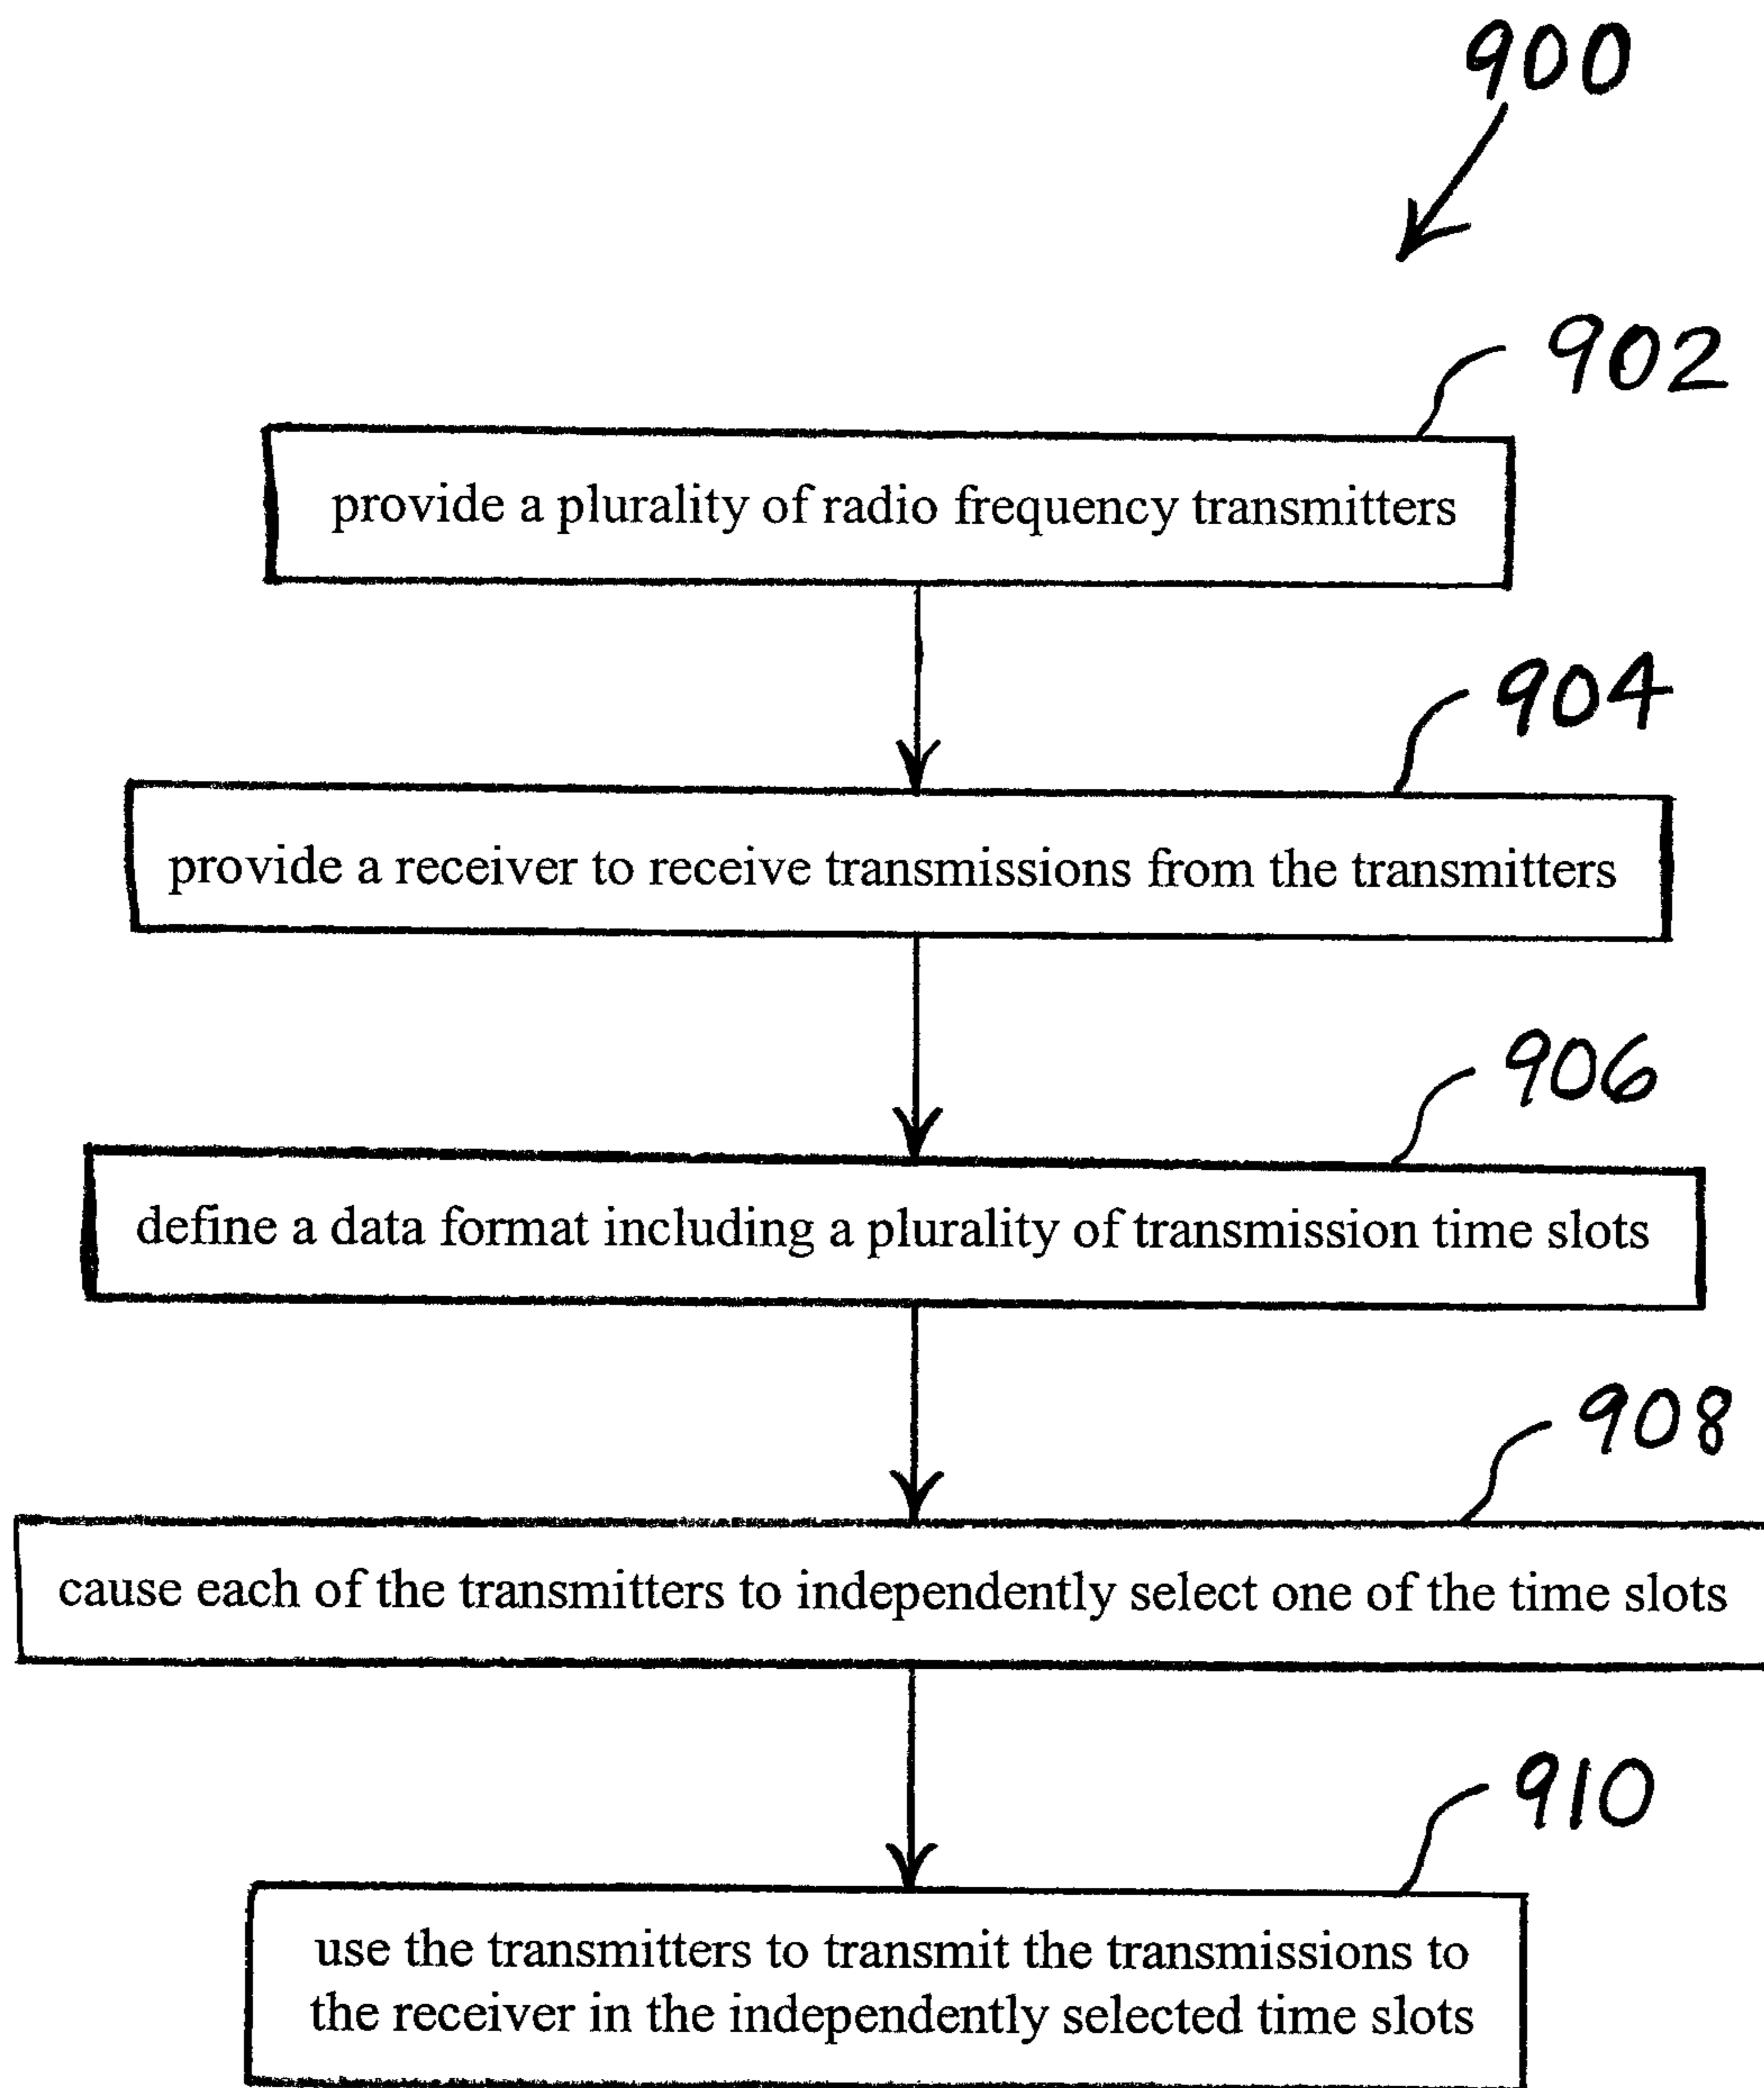 900
902
provide a plurality of radio frequency transmitters
904
provide a receiver to receive transmissions from the transmitters
906
define a data format including a plurality of transmission time slots
908
cause each of the transmitters to independently select one of the time slots
910
use the transmitters to transmit the transmissions to
the receiver in the independently selected time slots